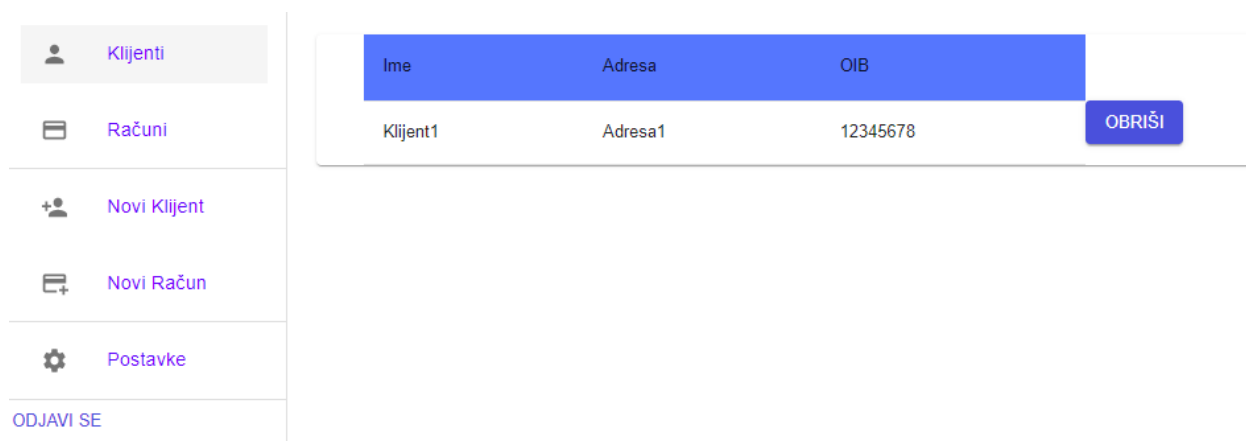 Klijenti
Računi
Novi Klijent
Novi Račun
Postavke
ODJAVI SE
Ime Adresa OIB
Klijent1 Adresa1 12345678 OBRIŠI